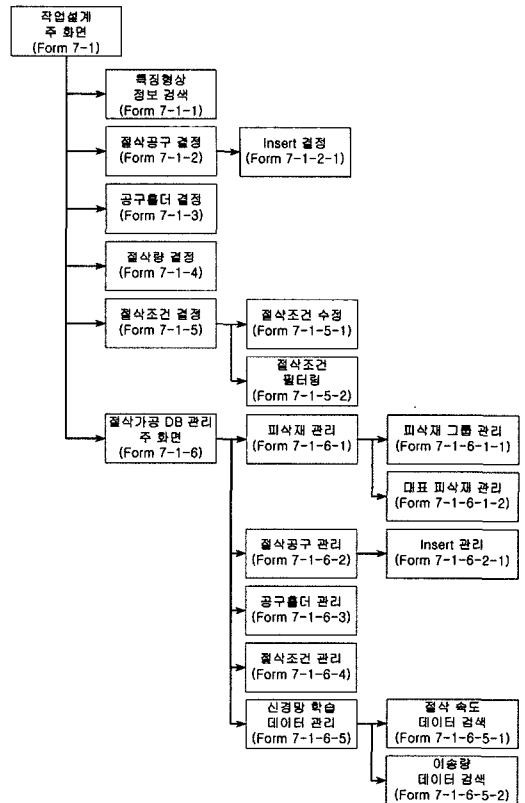 작업설계
주 화면
(Form 7-1)
특징형상
정보 검색
(Form 7-1-1)
절삭공구 결정
(Form 7-1-2)
Insert 결정
(Form 7-1-2-1)
공구홀더 결정
(Form 7-1-3)
절삭량 결정
(Form 7-1-4)
절삭조건 결정
(Form 7-1-5)
절삭조건 수정
(Form 7-1-5-1)
절삭조건
필터링
(Form 7-1-5-2)
절삭가공 DB 관리
주 화면
(Form 7-1-6)
피삭재 관리
(Form 7-1-6-1)
피삭재 그룹 관리
(Form 7-1-6-1-1)
대표 피삭재 관리
(Form 7-1-6-1-2)
절삭공구 관리
(Form 7-1-6-2)
Insert 관리
(Form 7-1-6-2-1)
공구홀더 관리
(Form 7-1-6-3)
절삭조건 관리
(Form 7-1-6-4)
신경망 학습
데이터 관리
(Form 7-1-6-5)
절삭 속도
데이터 검색
(Form 7-1-6-5-1)
이송량
데이터 검색
(Form 7-1-6-5-2)